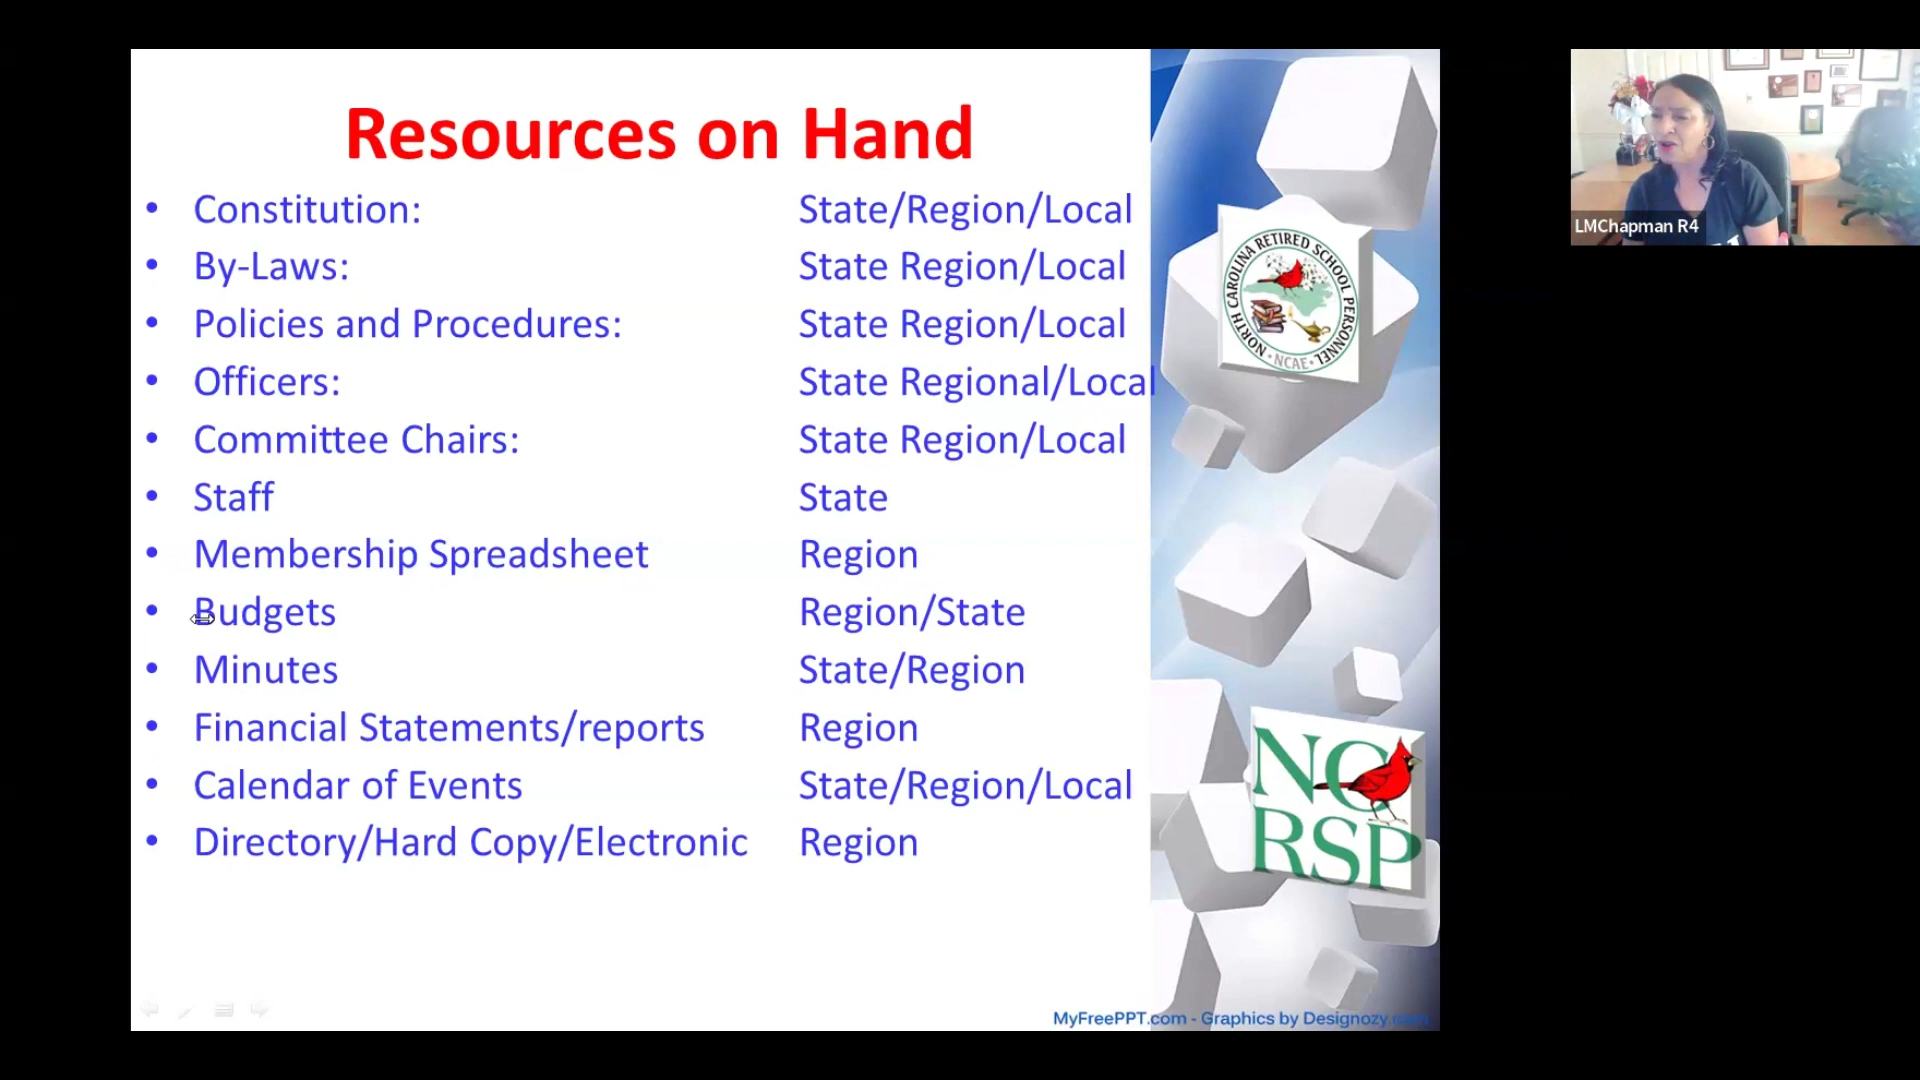 Resources on Hand
• Constitution: State/Region/Local
• By-Laws: State Region/Local
• Policies and Procedures: State Region/Local
• Officers: State Regional/Local
• Committee Chairs: State Region/Local
• Staff State
• Membership Spreadsheet Region
• Budgets Region/State
• Minutes State/Region
• Financial Statements/reports Region
• Calendar of Events State/Region/Local
• Directory/Hard Copy/Electronic Region
NORTH CAROLINA RETIRED SCHOOL PERSONNEL
• NCAE •
NC
RSP
MyFreePPT.com - Graphics by Designozy.com
LMChapman R4